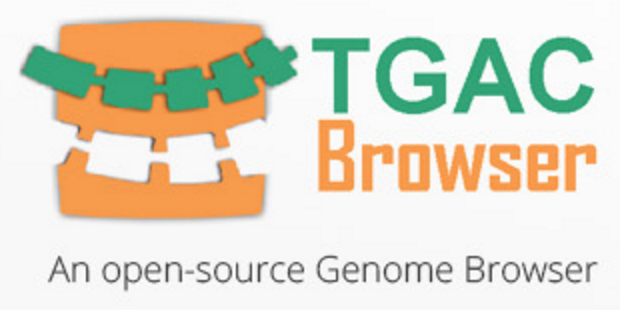 TGAC
Browser
An open-source Genome Browser